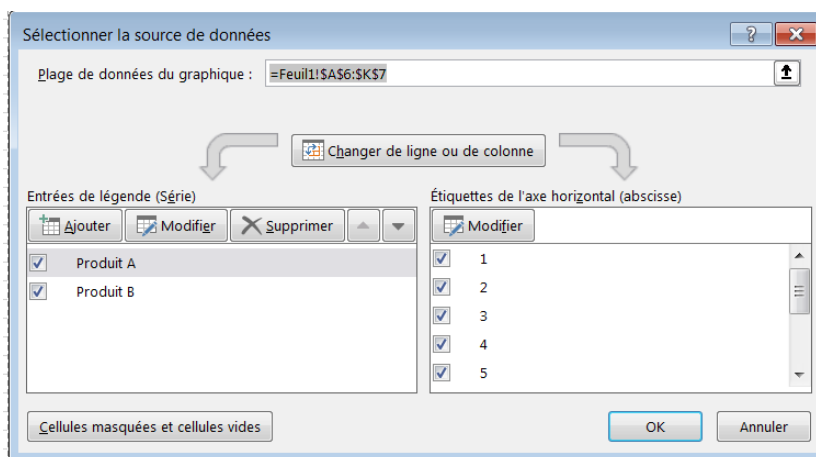 Sélectionner la source de données
?
Plage de données du graphique : =Feuil1!$A$6:$K$7
Changer de ligne ou de colonne
Entrées de légende (Série)
Ajouter Modifier Supprimer
Produit A
Produit B
Étiquettes de l'axe horizontal (abscisse)
Modifier
1
2
3
4
5
Cellules masquées et cellules vides
OK Annuler